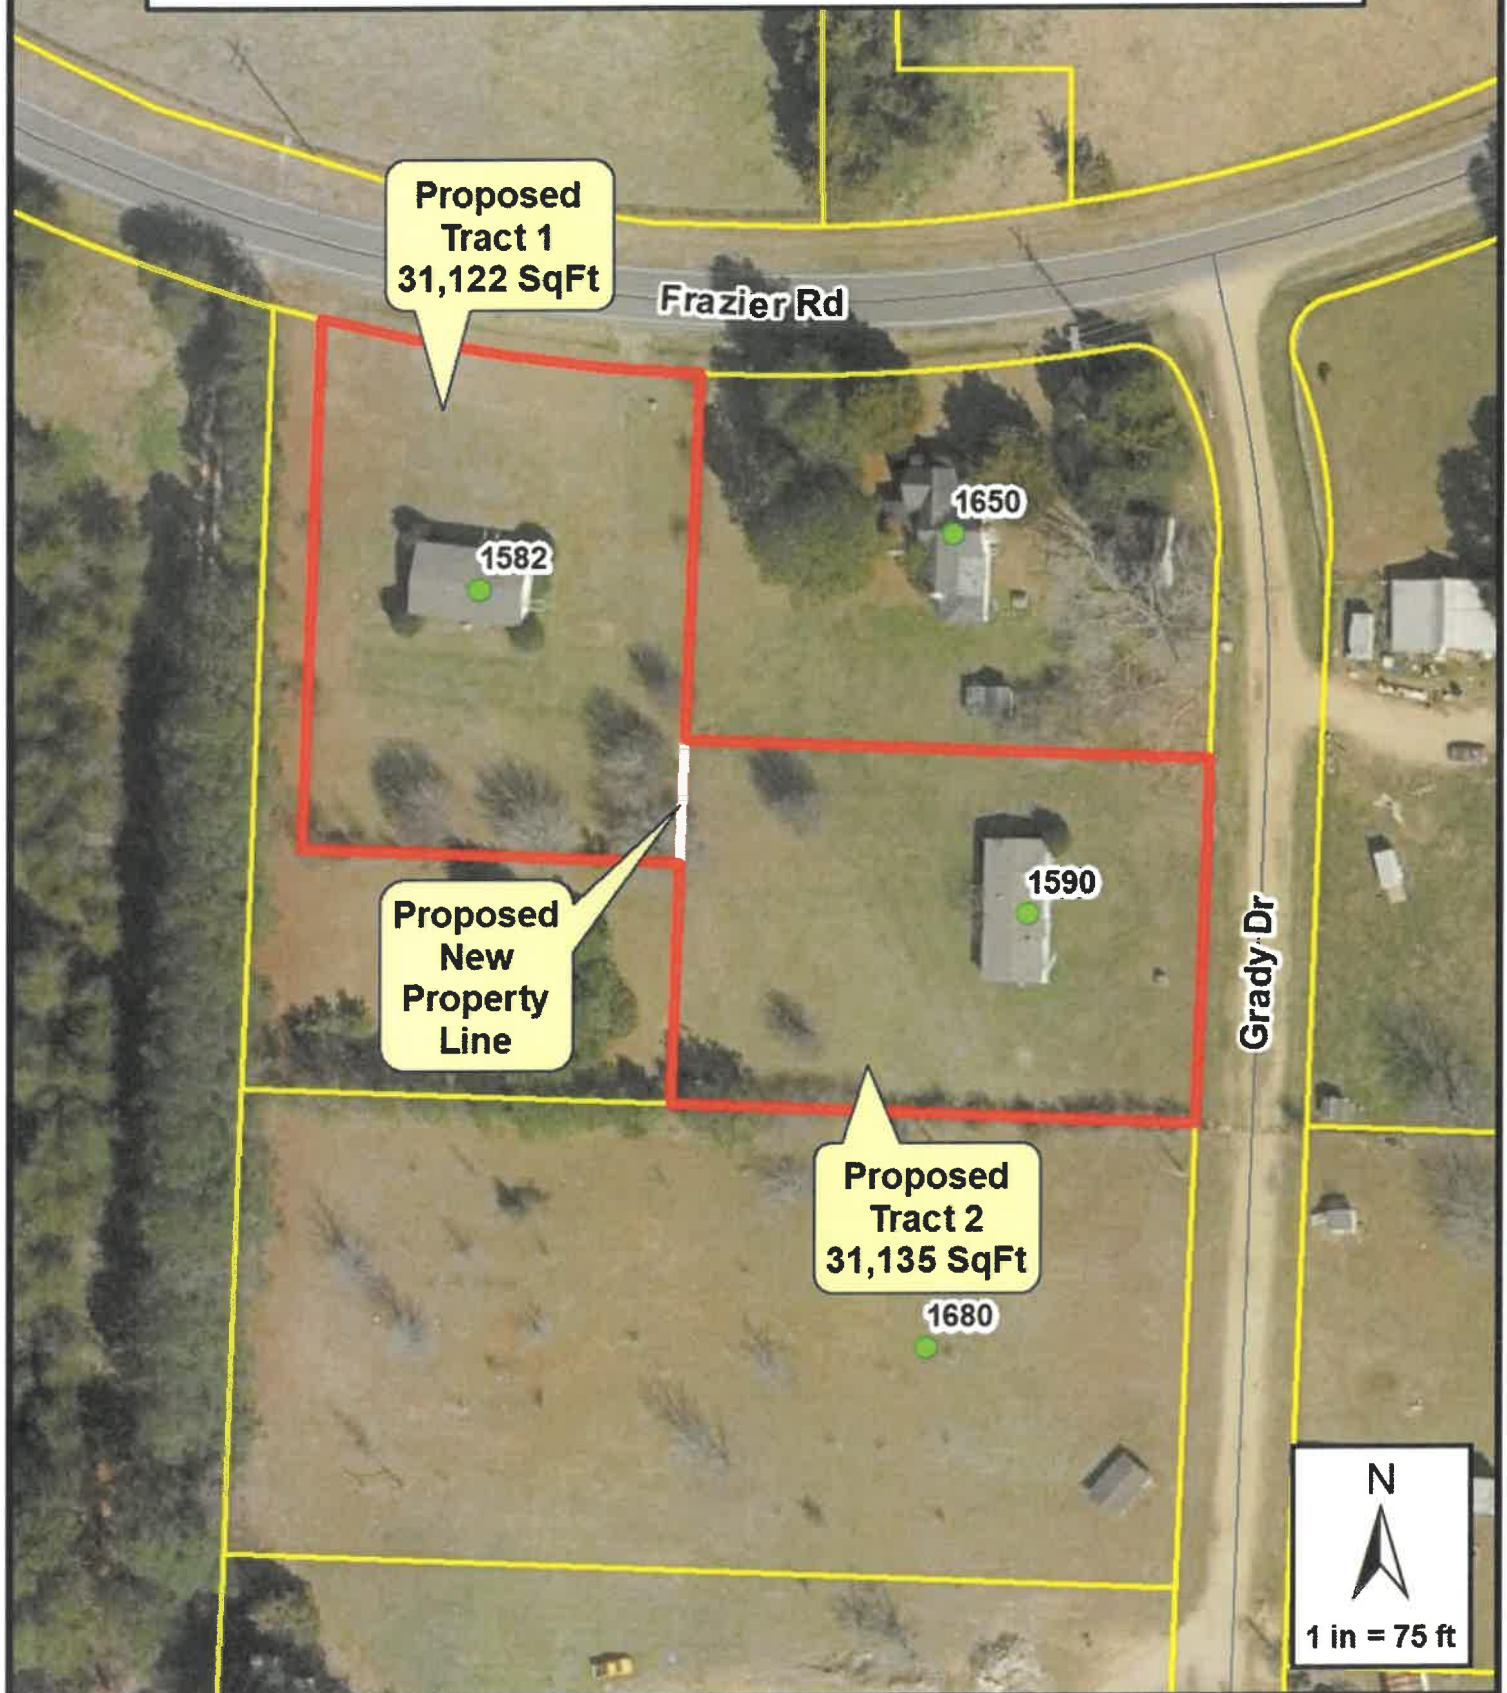 Proposed
Tract 1
31,122 SqFt
Frazier Rd
1650
1582
1590
Proposed
New
Property
Line
Grady Dr
Proposed
Tract 2
31,135 SqFt
1680
N
1 in = 75 ft